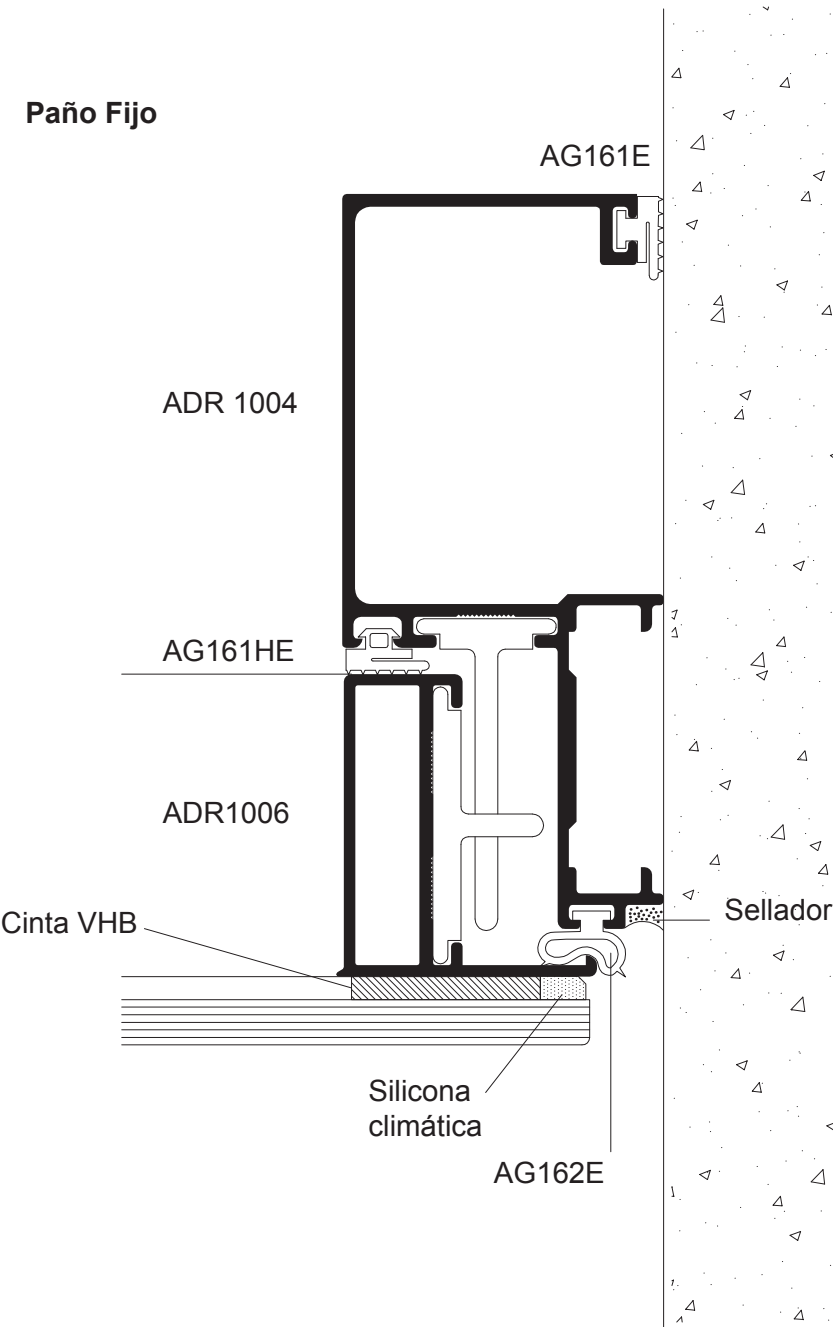 Paño Fijo
AG161E
ADR 1004
AG161HE
ADR1006
Cinta VHB
Sellador
Silicona
climática
AG162E